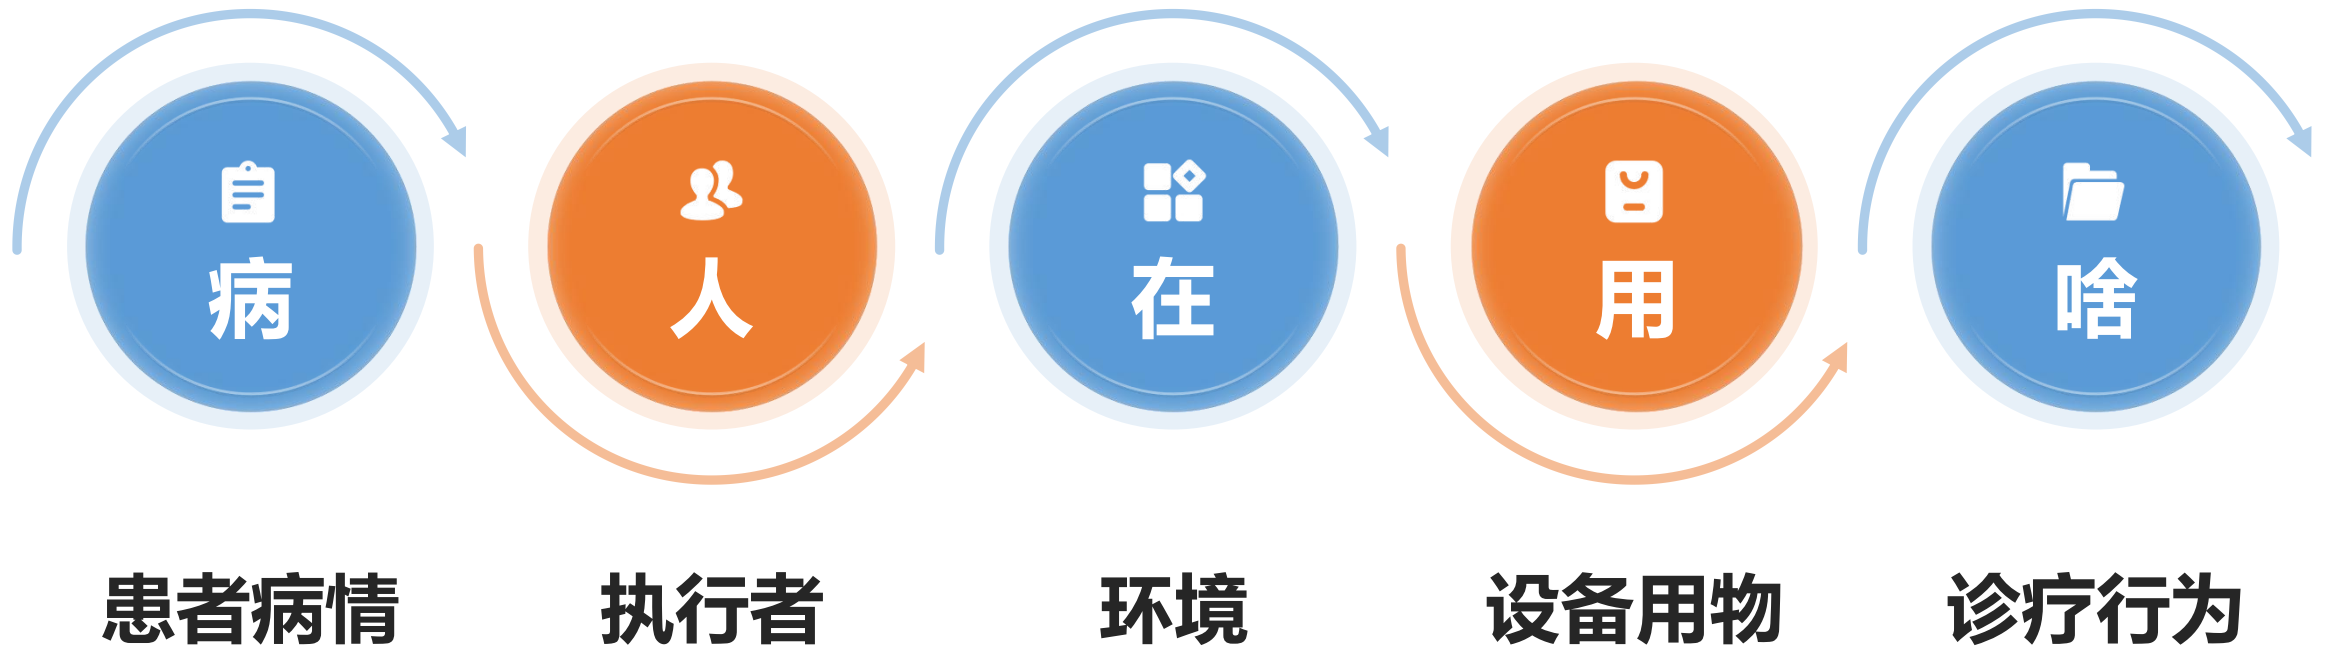 病
人
在
用
啥
患者病情
执行者
环境
设备用物
诊疗行为